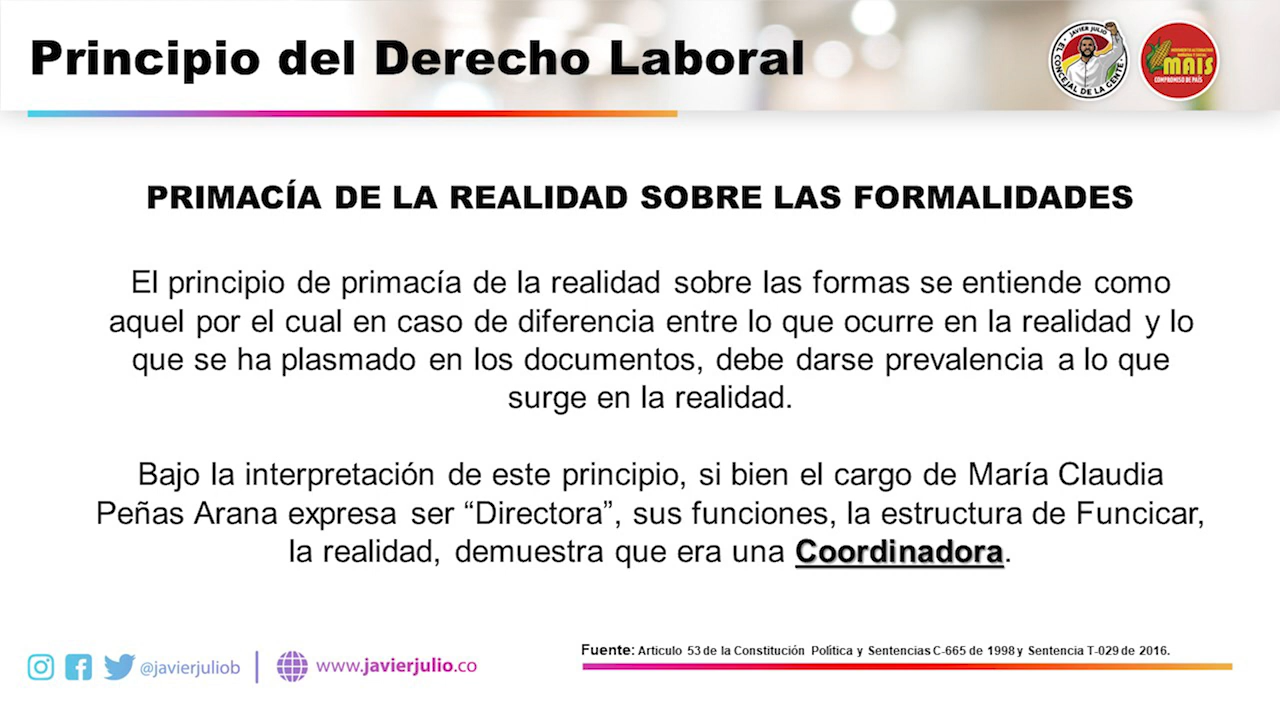 Principio del Derecho Laboral
JAVIER JULIO
EL CONCEJAL DE LA GENTE
MOVIMIENTO ALTERNATIVO
INDÍGENA Y SOCIAL
MAIS
COMPROMISO DE PAÍS
PRIMACÍA DE LA REALIDAD SOBRE LAS FORMALIDADES
El principio de primacía de la realidad sobre las formas se entiende como
aquel por el cual en caso de diferencia entre lo que ocurre en la realidad y lo
que se ha plasmado en los documentos, debe darse prevalencia a lo que
surge en la realidad.
Bajo la interpretación de este principio, si bien el cargo de María Claudia
Peñas Arana expresa ser “Directora”, sus funciones, la estructura de Funcicar,
la realidad, demuestra que era una Coordinadora.
Fuente: Articulo 53 de la Constitución Política y Sentencias C-665 de 1998 y Sentencia T-029 de 2016.
@javierjuliob | www.javierjulio.co